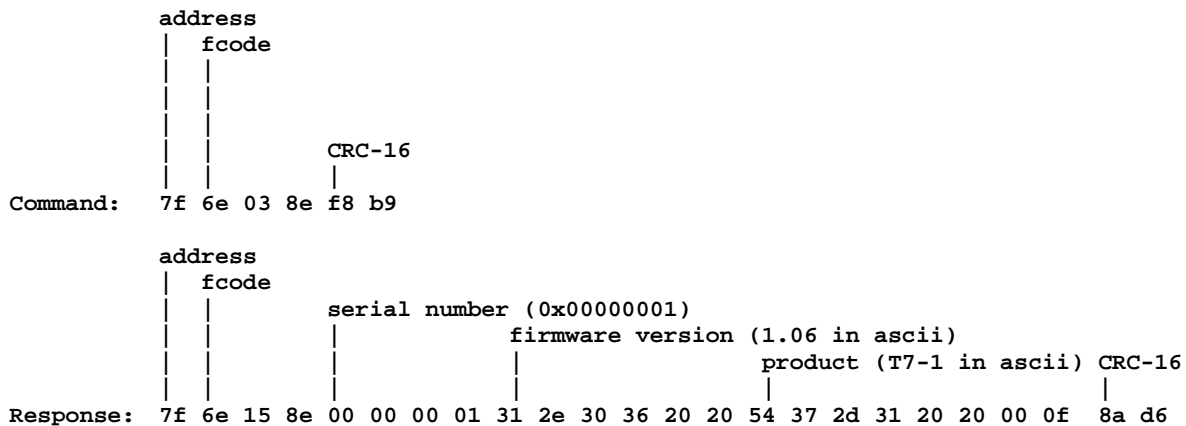 address
| fcode
| |
| |
| |
| |
| | CRC-16
| | |
Command: 7f 6e 03 8e f8 b9
address
| fcode
| | serial number (0x00000001)
| | | firmware version (1.06 in ascii)
| | | | product (T7-1 in ascii) CRC-16
| | | | | |
Response: 7f 6e 15 8e 00 00 00 01 31 2e 30 36 20 20 54 37 2d 31 20 20 00 0f 8a d6